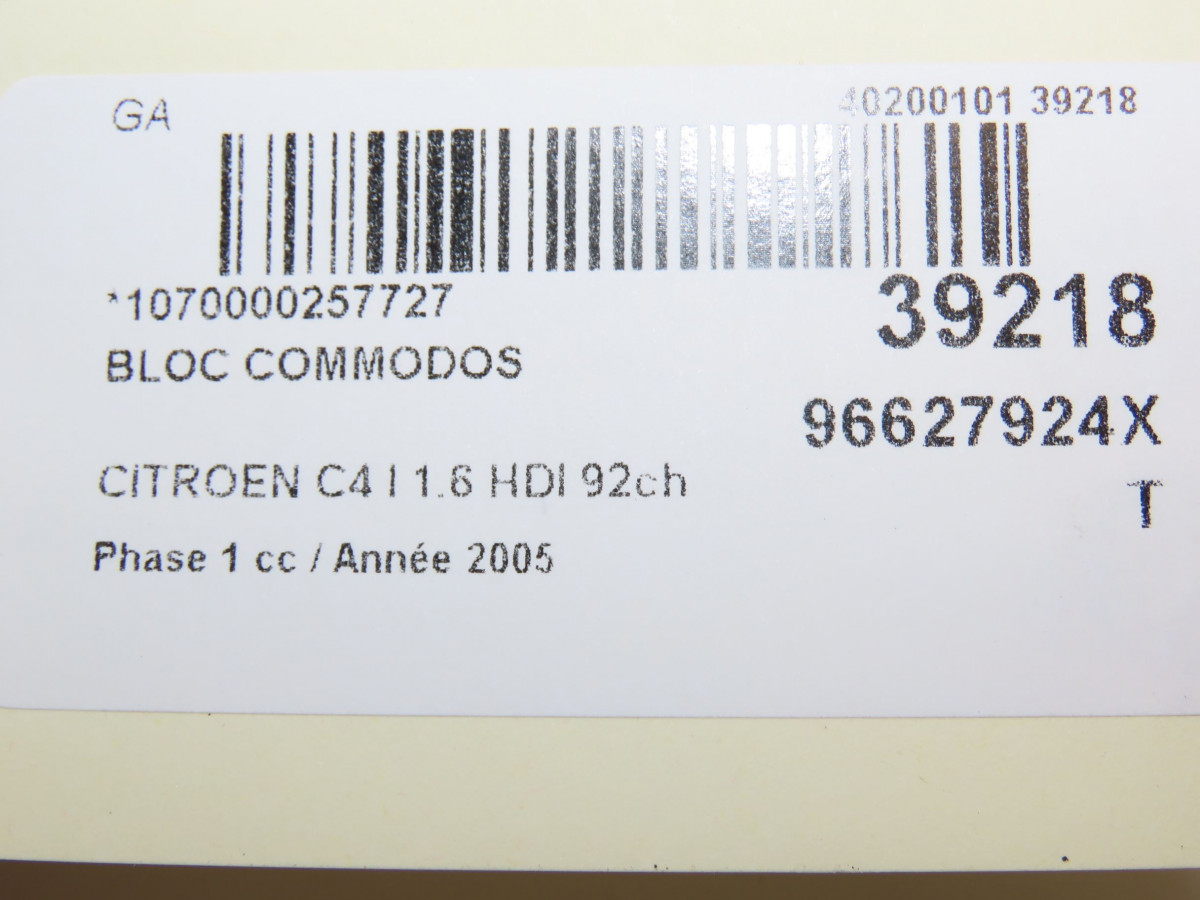 GA
40200101 39218
*1070000257727
39218
BLOC COMMODOS
96627924X
T
CITROEN C4 I 1.6 HDI 92ch
Phase 1 cc / Année 2005